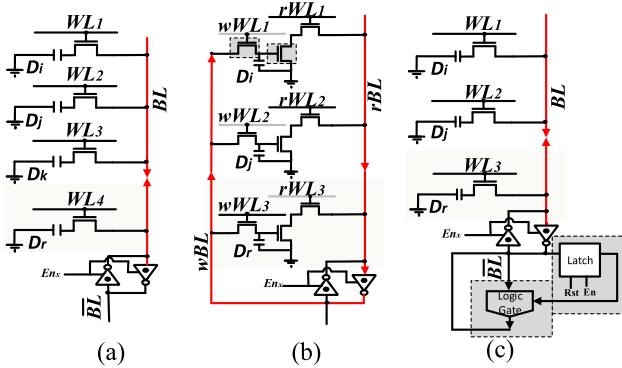 WL1
Di
WL2
Dj
WL3
Dk
WL4
Dr
BL
Enx
BL
(a)
rWL1
wWL1
Di
rWL2
wWL2
Dj
rWL3
wWL3
Dr
rBL
wBL
Enx
(b)
WL1
Di
WL2
Dj
WL3
Dr
BL
Enx
BL
Latch
Rst En
Logic
Gate
(c)